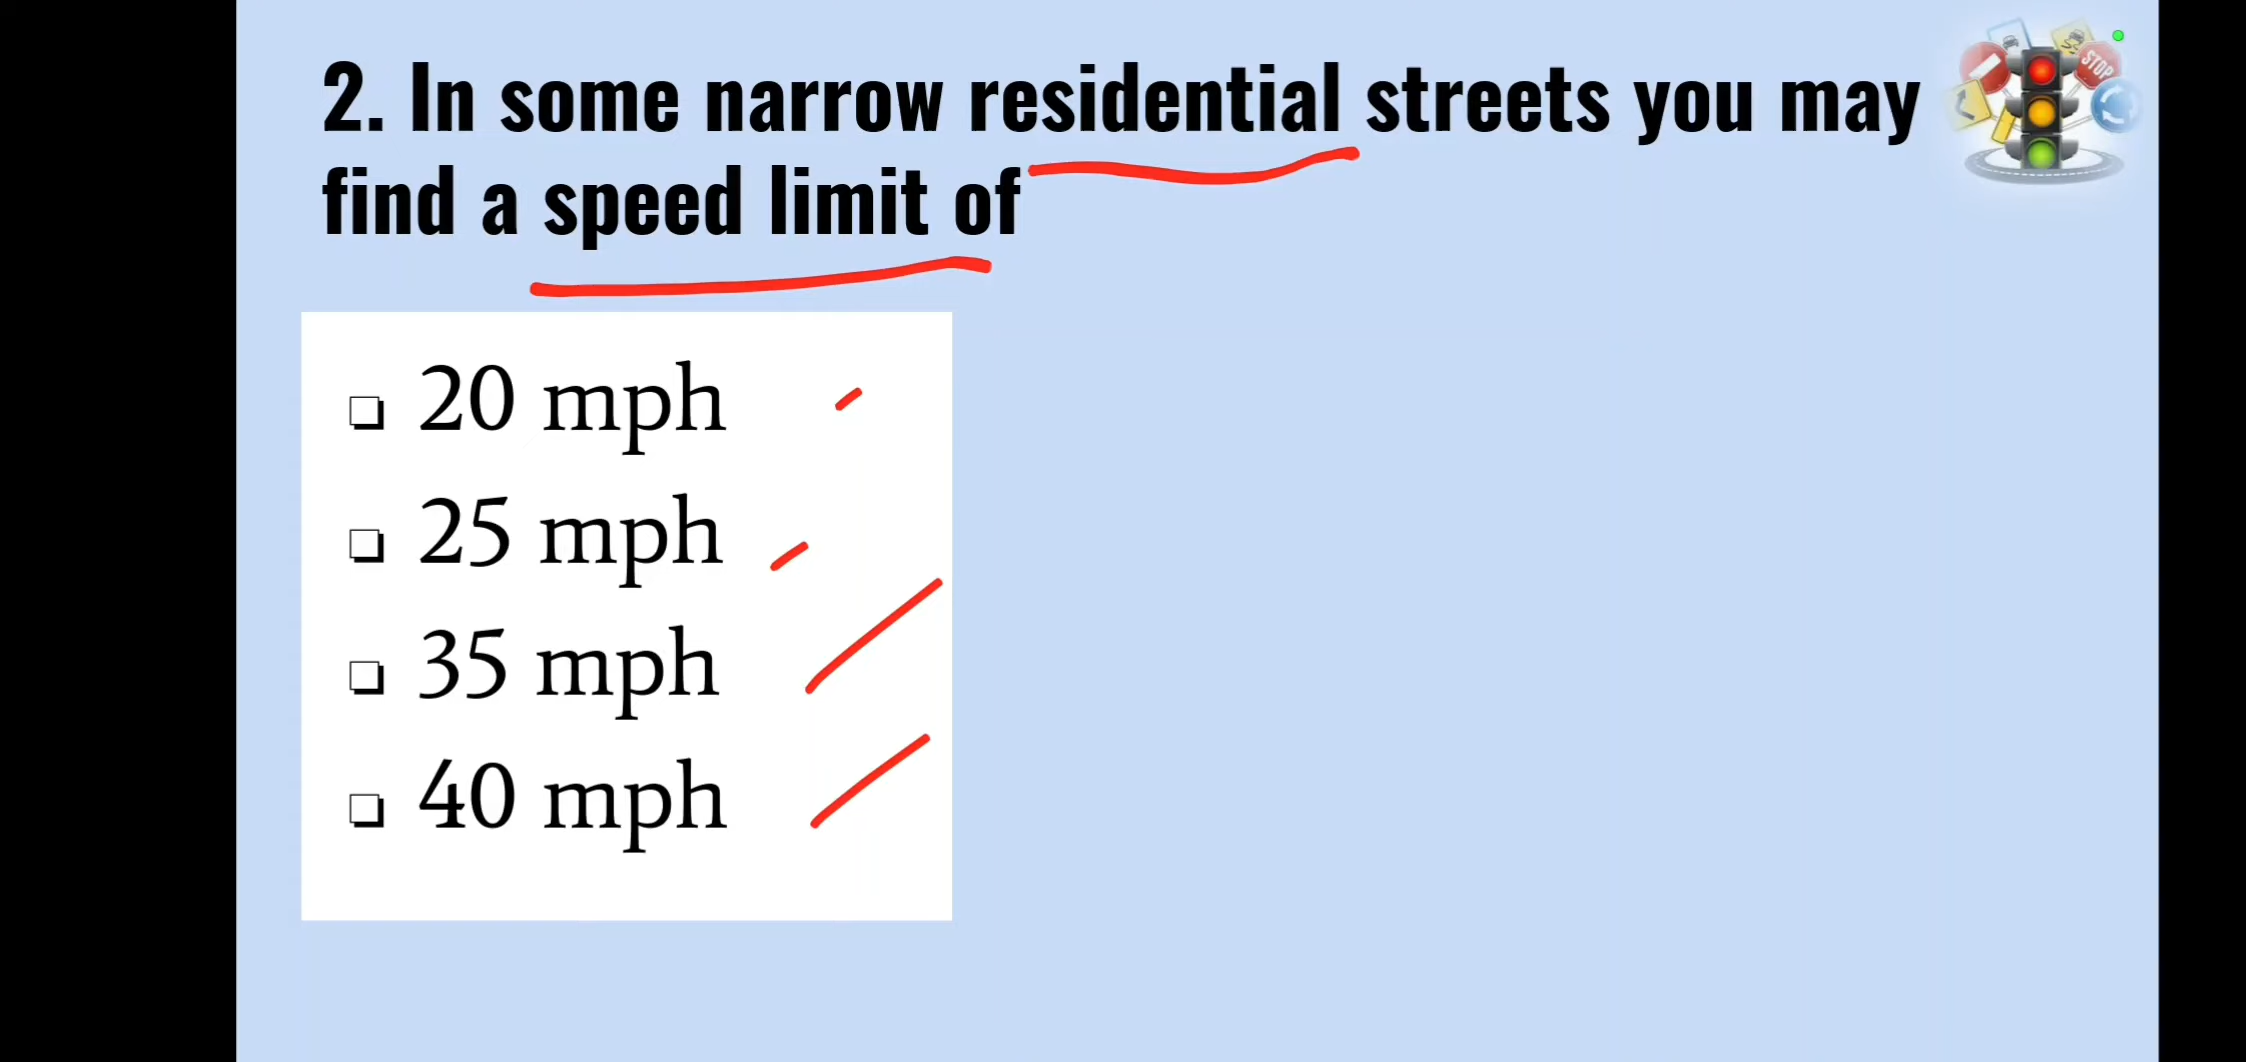 2. In some narrow residential streets you may
find a speed limit of
20 mph
25 mph
35 mph
40 mph
STOP